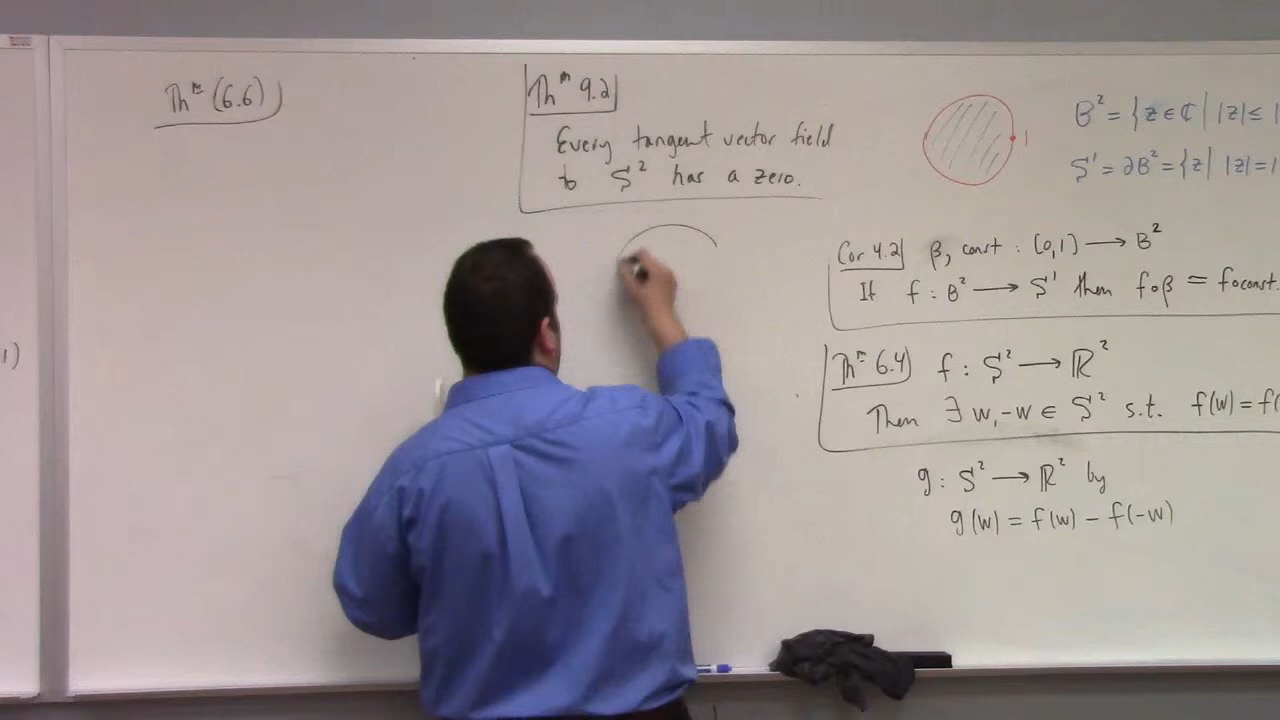 1)
Thᵐ (6.6)
Thᵐ 9.2
Every tangent vector field
to S² has a zero.
1
B² = {z ∈ ℂ | |z| ≤ 1
S¹ = ∂B² = {z | |z| = 1
Cor 4.2 β, const : [0,1] ⟶ B²
If f : B² ⟶ S¹ then f∘β = f∘const.
Thᵐ 6.4 f : S² ⟶ ℝ²
Then ∃ w, -w ∈ S² s.t. f(w) = f(
g : S² ⟶ ℝ² by
g(w) = f(w) - f(-w)